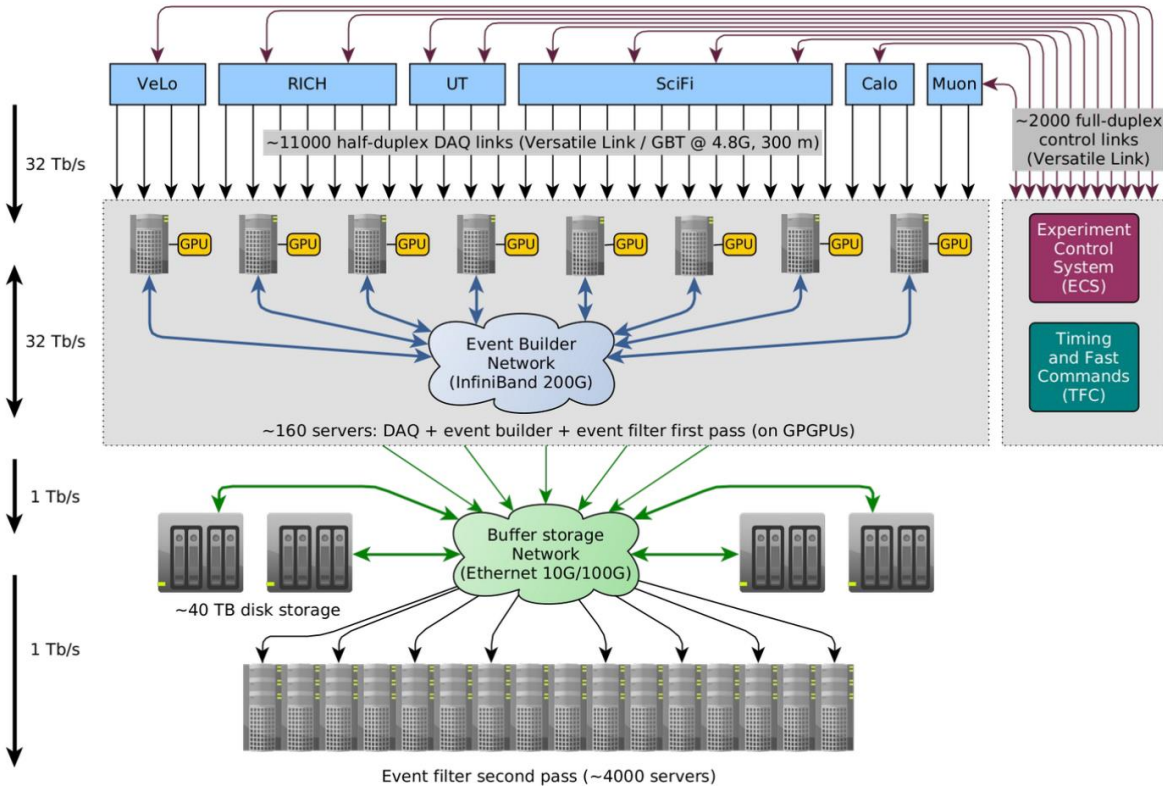 VeLo
RICH
UT
SciFi
Calo
Muon
~11000 half-duplex DAQ links (Versatile Link / GBT @ 4.8G, 300 m)
~2000 full-duplex
control links
(Versatile Link)
32 Tb/s
GPU
GPU
GPU
GPU
GPU
GPU
GPU
GPU
Experiment
Control
System
(ECS)
32 Tb/s
Event Builder
Network
(InfiniBand 200G)
Timing
and Fast
Commands
(TFC)
~160 servers: DAQ + event builder + event filter first pass (on GPGPUs)
1 Tb/s
Buffer storage
Network
(Ethernet 10G/100G)
~40 TB disk storage
1 Tb/s
Event filter second pass (~4000 servers)